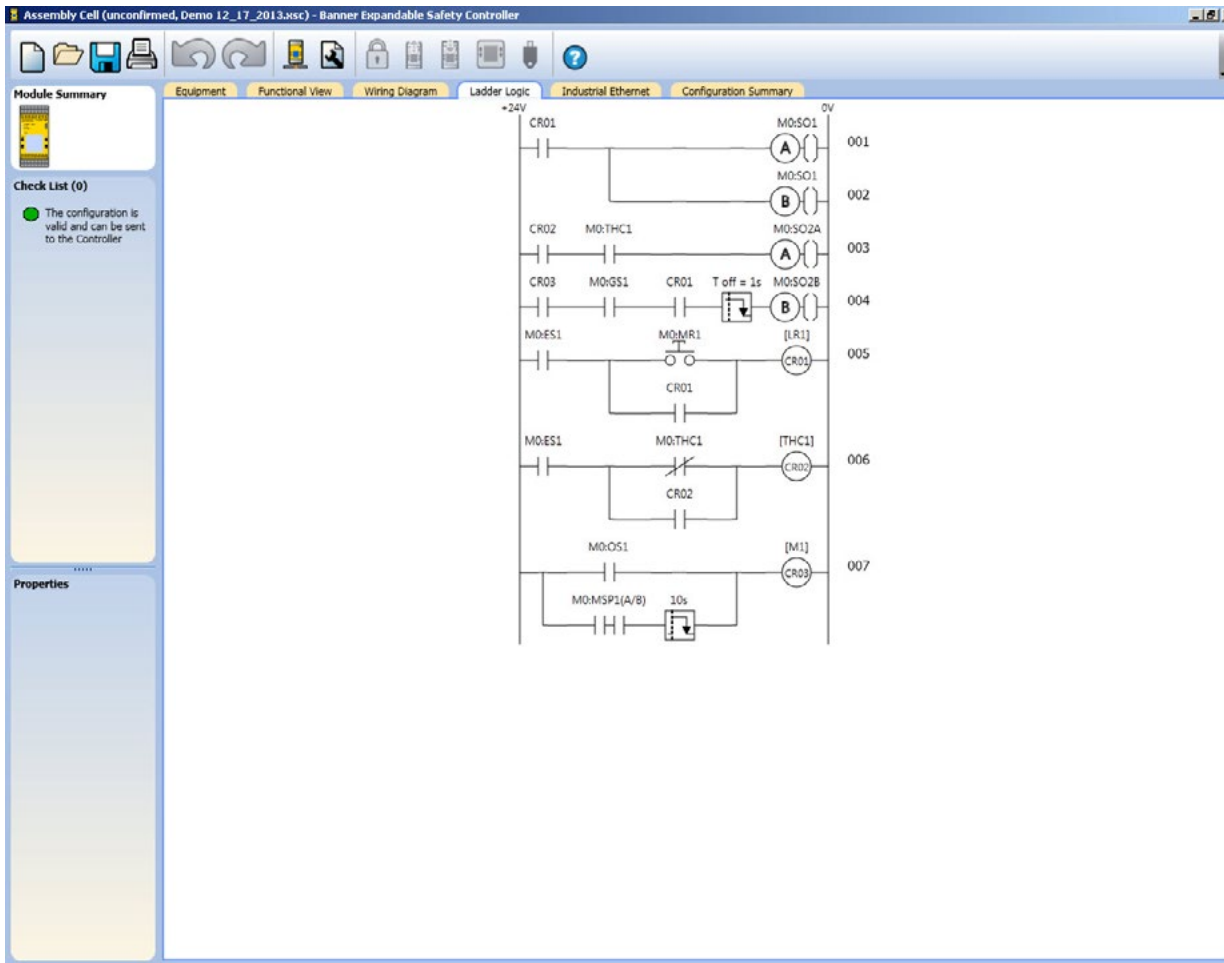 Assembly Cell (unconfirmed, Demo 12_17_2013.xsc) - Banner Expandable Safety Controller
Module Summary
Equipment Functional View Wiring Diagram Ladder Logic Industrial Ethernet Configuration Summary
Check List (0)
The configuration is
valid and can be sent
to the Controller
Properties
+24V 0V
CR01 M0:SO1
A 001
M0:SO1
B 002
CR02 M0:THC1 M0:SO2A
A 003
CR03 M0:GS1 CR01 T off = 1s M0:SO2B
B 004
M0:ES1 M0:MR1 [LR1]
CR01 005
CR01
M0:ES1 M0:THC1 [THC1]
CR02 006
CR02
M0:OS1 [M1]
CR03 007
M0:MSP1(A/B) 10s